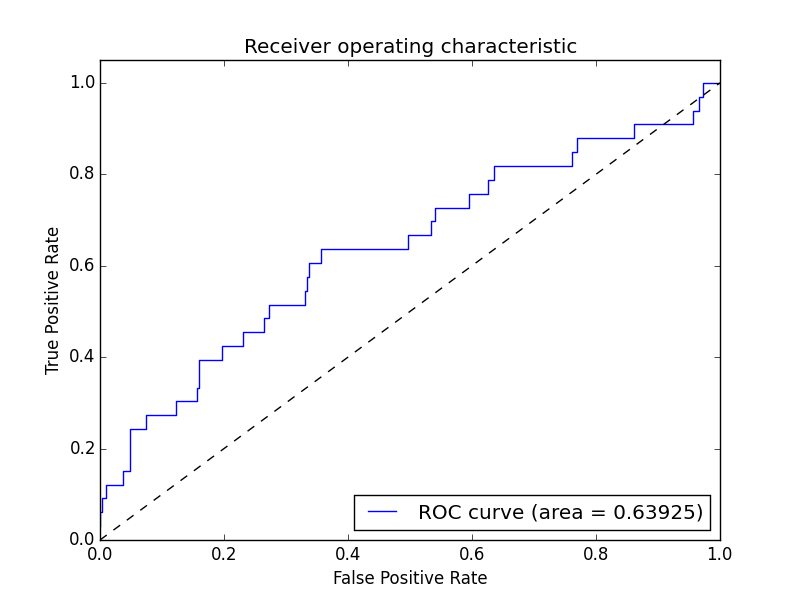 Receiver operating characteristic
True Positive Rate
1.0
0.8
0.6
0.4
0.2
0.0
ROC curve (area = 0.63925)
0.0 0.2 0.4 0.6 0.8 1.0
False Positive Rate